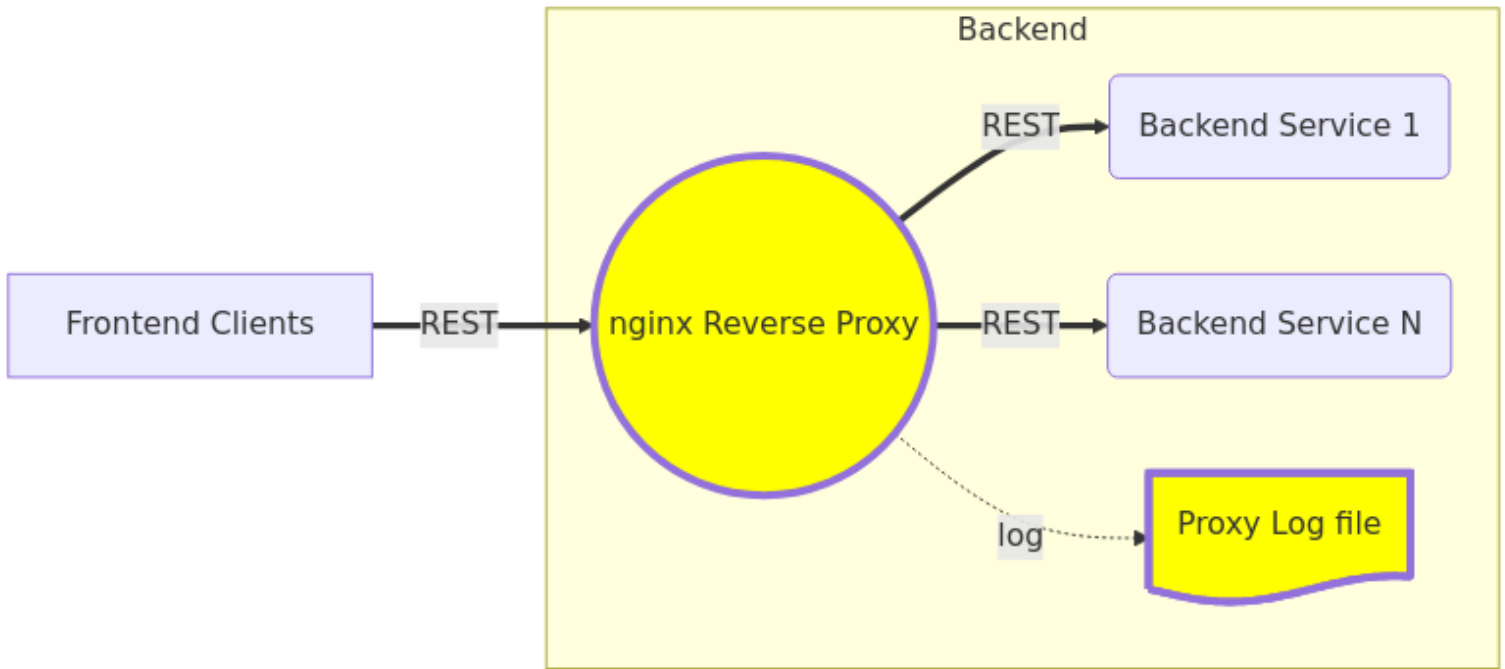 Backend
REST
Backend Service 1
Frontend Clients
REST
nginx Reverse Proxy
REST
Backend Service N
log
Proxy Log file